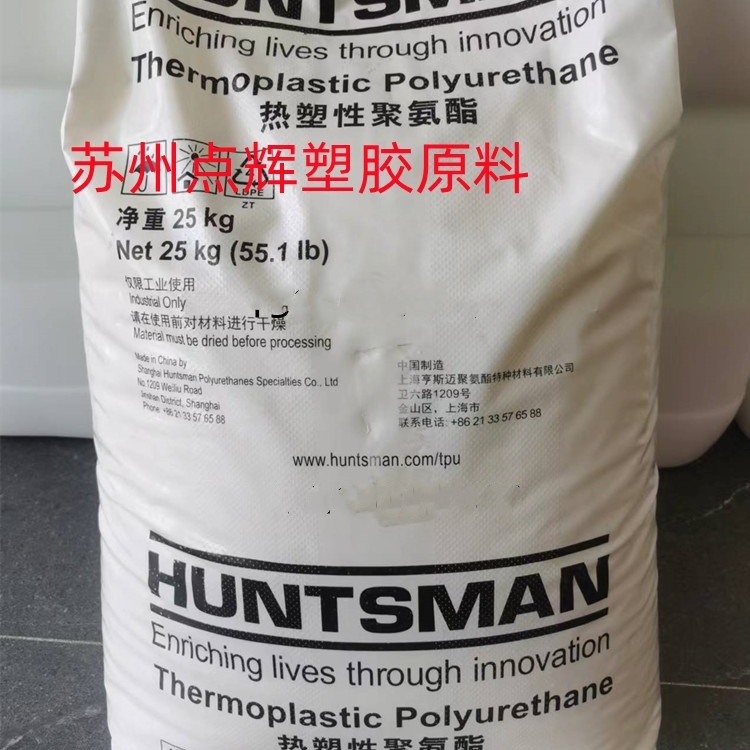 HUNTSMAN
Enriching lives through innovation
Thermoplastic Polyurethane
热塑性聚氨酯
苏州点辉塑胶原料
LDPE
ZT
净重 25 kg
Net 25 kg (55.1 lb)
仅限工业使用
Industrial Only
请在使用前对材料进行干燥
Material must be dried before processing
Made in China by
Shanghai Huntsman Polyurethanes Specialties Co., Ltd
No.1209 Weiliu Road
Jinshan District, Shanghai
Phone: +86 21 33 57 65 88
中国制造
上海亨斯迈聚氨酯特种材料有限公司
卫六路1209号
金山区，上海市
联系电话: +86 21 33 57 65 88
www.huntsman.com/tpu
HUNTSMAN
Enriching lives through innovation
Thermoplastic Polyurethane
热塑性聚氨酯